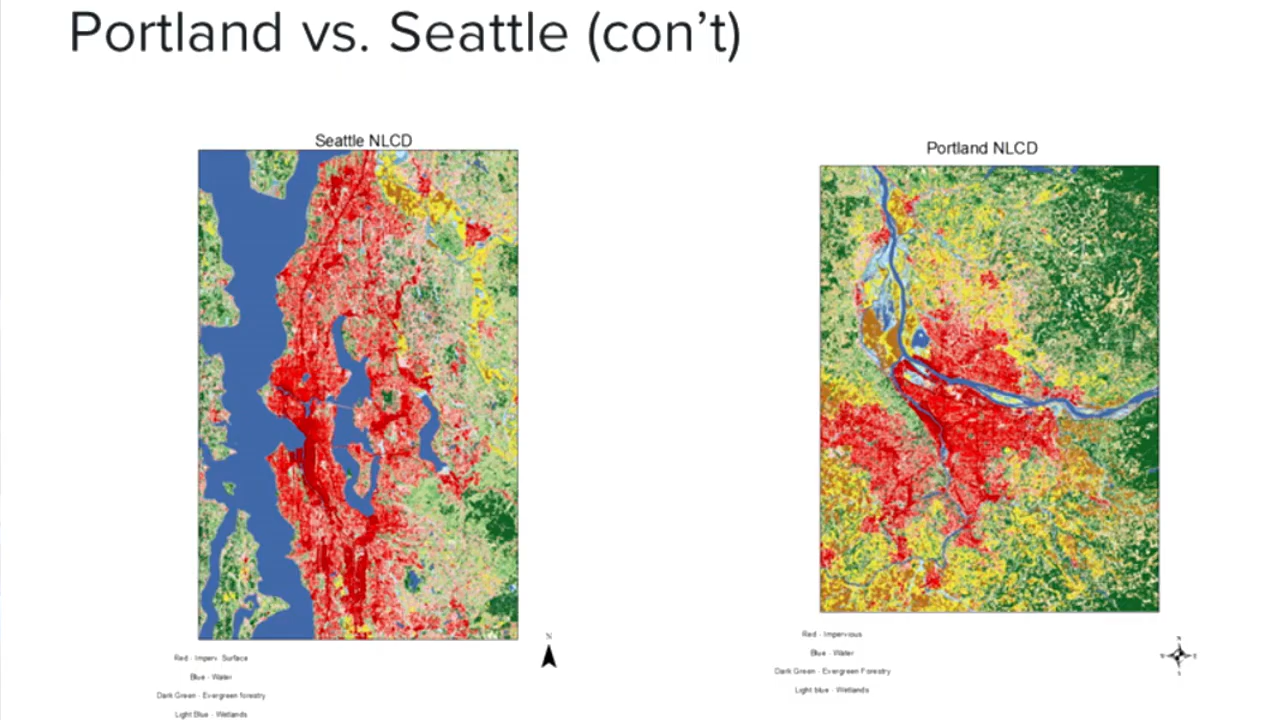 Portland vs. Seattle (con’t)
Seattle NLCD
Portland NLCD
Red - Imperv. Surface
Blue - Water
Dark Green - Evergreen forestry
Light Blue - Wetlands
N
Red - Impervious
Blue - Water
Dark Green - Evergreen Forestry
Light blue - Wetlands
N
W E
S